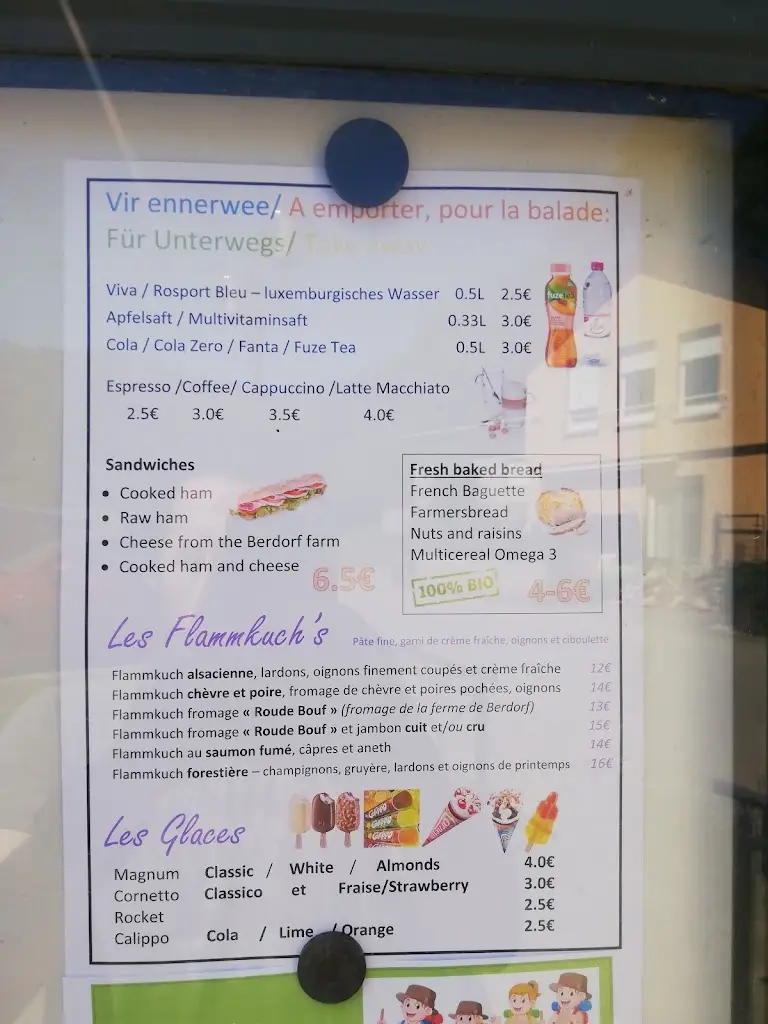 Vir ennerwee/ A emporter, pour la balade:
Für Unterwegs/ Take away
Viva / Rosport Bleu – luxemburgisches Wasser 0.5L 2.5€
Apfelsaft / Multivitaminsaft 0.33L 3.0€
Cola / Cola Zero / Fanta / Fuze Tea 0.5L 3.0€
fuzetea
Espresso /Coffee/ Cappuccino /Latte Macchiato
2.5€ 3.0€ 3.5€ 4.0€
Sandwiches
• Cooked ham
• Raw ham
• Cheese from the Berdorf farm
• Cooked ham and cheese
6.5€
Fresh baked bread
French Baguette
Farmersbread
Nuts and raisins
Multicereal Omega 3
100% BIO 4-6€
Les Flammkuch's Pâte fine, garni de crème fraîche, oignons et ciboulette
Flammkuch alsacienne, lardons, oignons finement coupés et crème fraîche 12€
Flammkuch chèvre et poire, fromage de chèvre et poires pochées, oignons 14€
Flammkuch fromage « Roude Bouf » (fromage de la ferme de Berdorf) 13€
Flammkuch fromage « Roude Bouf » et jambon cuit et/ou cru 15€
Flammkuch au saumon fumé, câpres et aneth 14€
Flammkuch forestière – champignons, gruyère, lardons et oignons de printemps 16€
Les Glaces
Magnum Classic / White / Almonds 4.0€
Cornetto Classico et Fraise/Strawberry 3.0€
Rocket 2.5€
Calippo Cola / Lime / Orange 2.5€